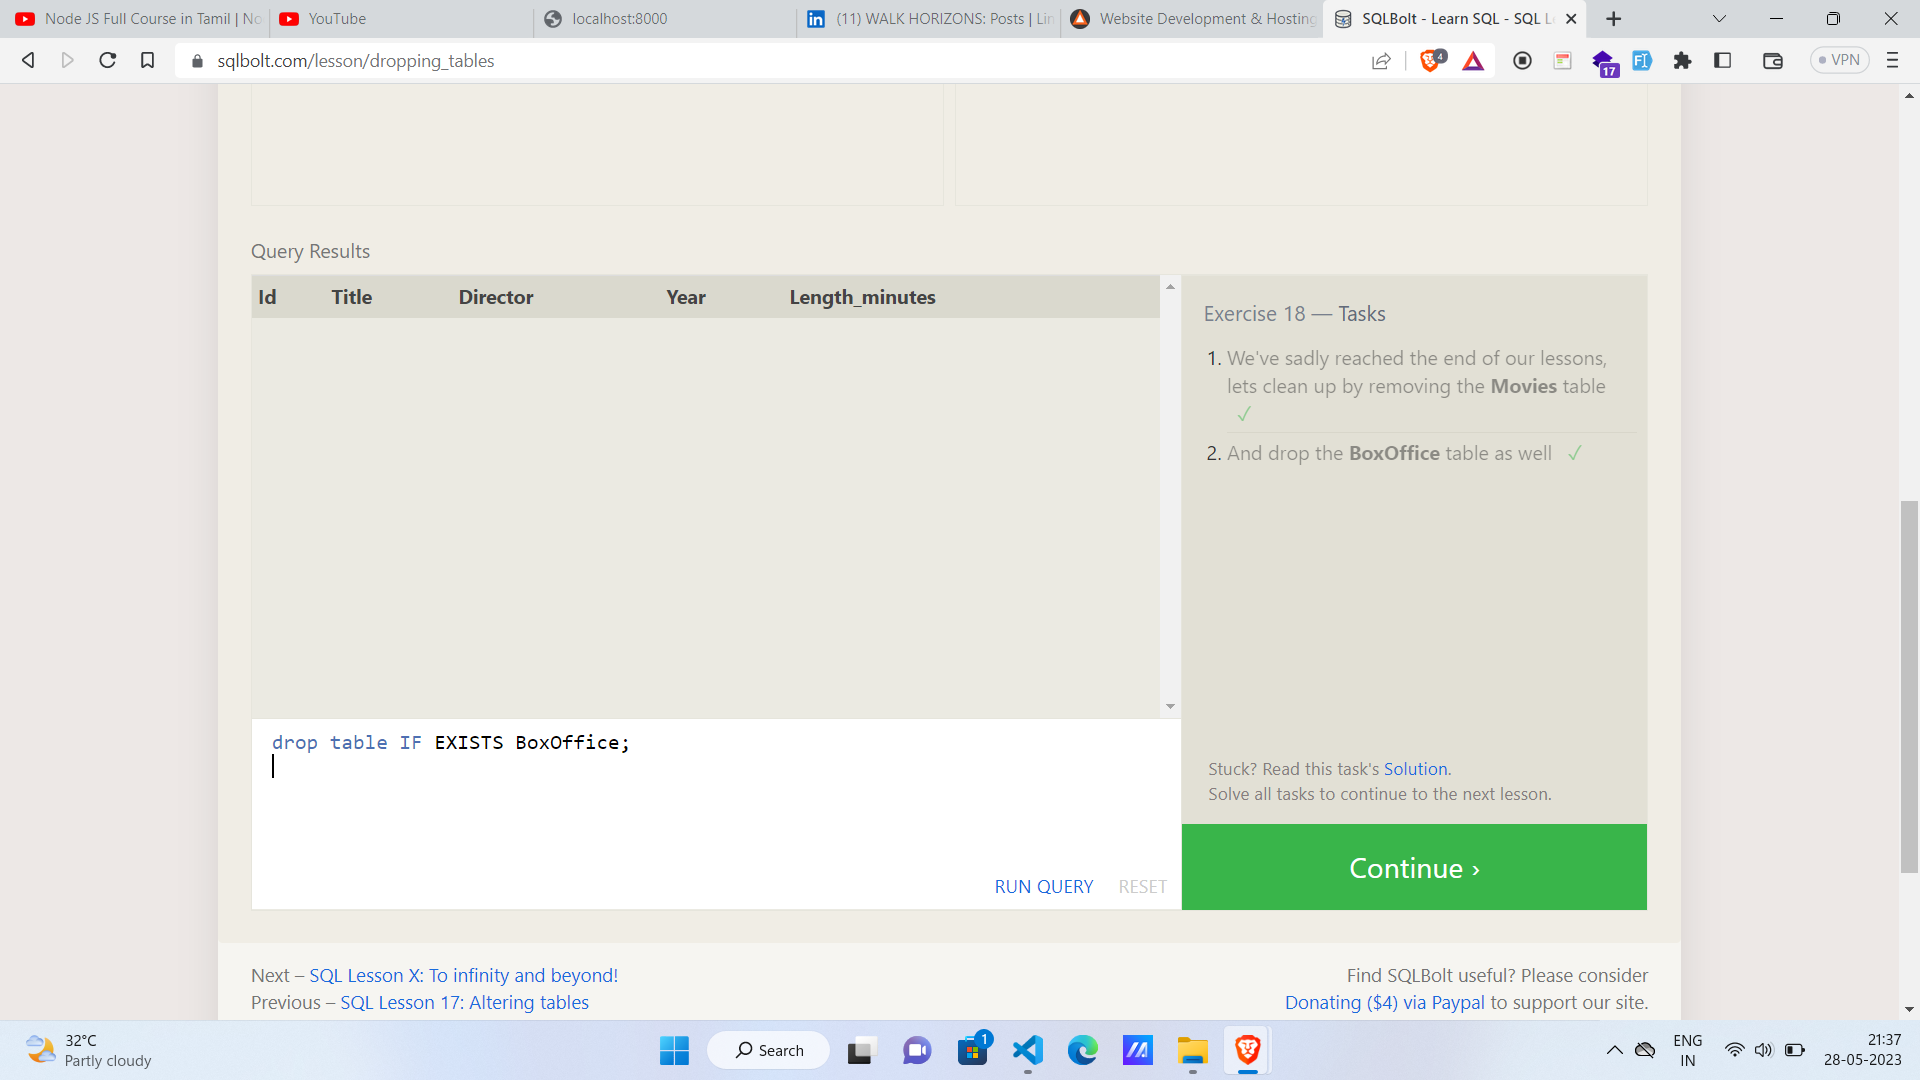 Node JS Full Course in Tamil | No
YouTube
localhost:8000
(11) WALK HORIZONS: Posts | Lin
Website Development & Hosting
SQLBolt - Learn SQL - SQL Le
sqlbolt.com/lesson/dropping_tables
4
17
VPN
Query Results
Id Title Director Year Length_minutes
Exercise 18 — Tasks
1. We've sadly reached the end of our lessons,
lets clean up by removing the Movies table
✓
2. And drop the BoxOffice table as well ✓
drop table IF EXISTS BoxOffice;
Stuck? Read this task's Solution.
Solve all tasks to continue to the next lesson.
RUN QUERY RESET
Continue ›
Next – SQL Lesson X: To infinity and beyond!
Previous – SQL Lesson 17: Altering tables
Find SQLBolt useful? Please consider
Donating ($4) via Paypal to support our site.
32°C
Partly cloudy
Search
1
ENG
IN
21:37
28-05-2023